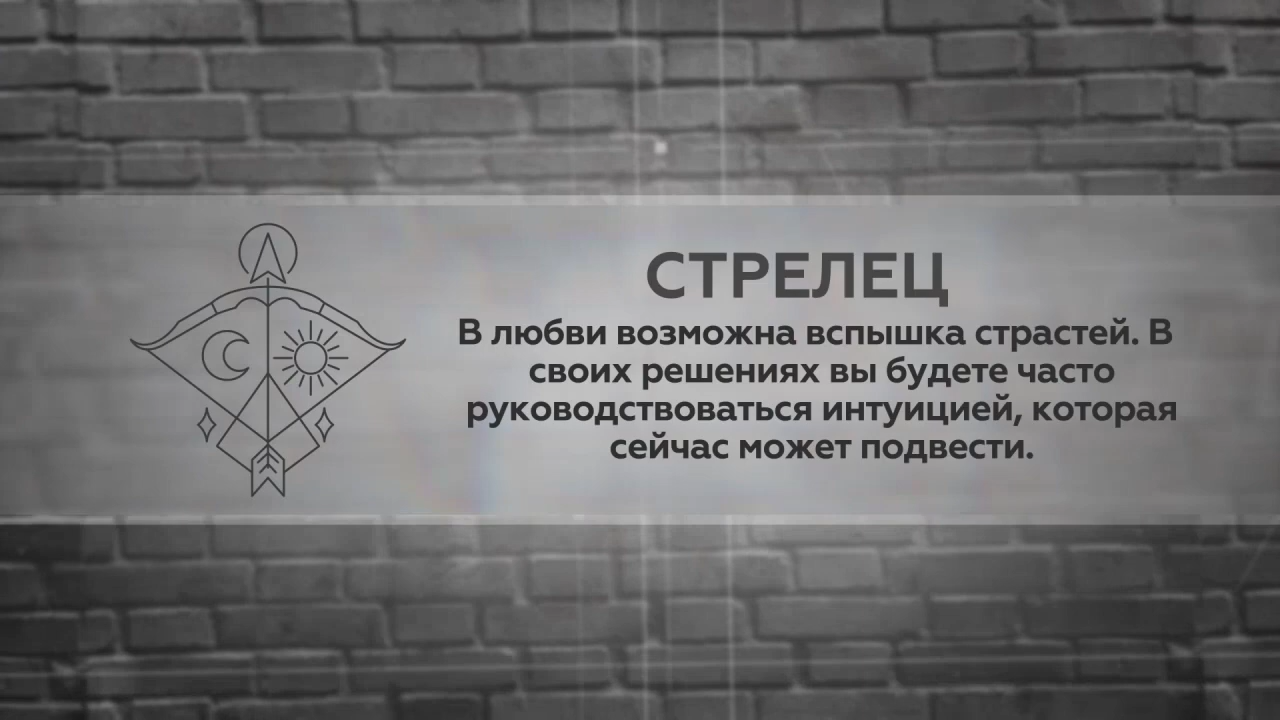 СТРЕЛЕЦ
В любви возможна вспышка страстей. В
своих решениях вы будете часто
руководствоваться интуицией, которая
сейчас может подвести.